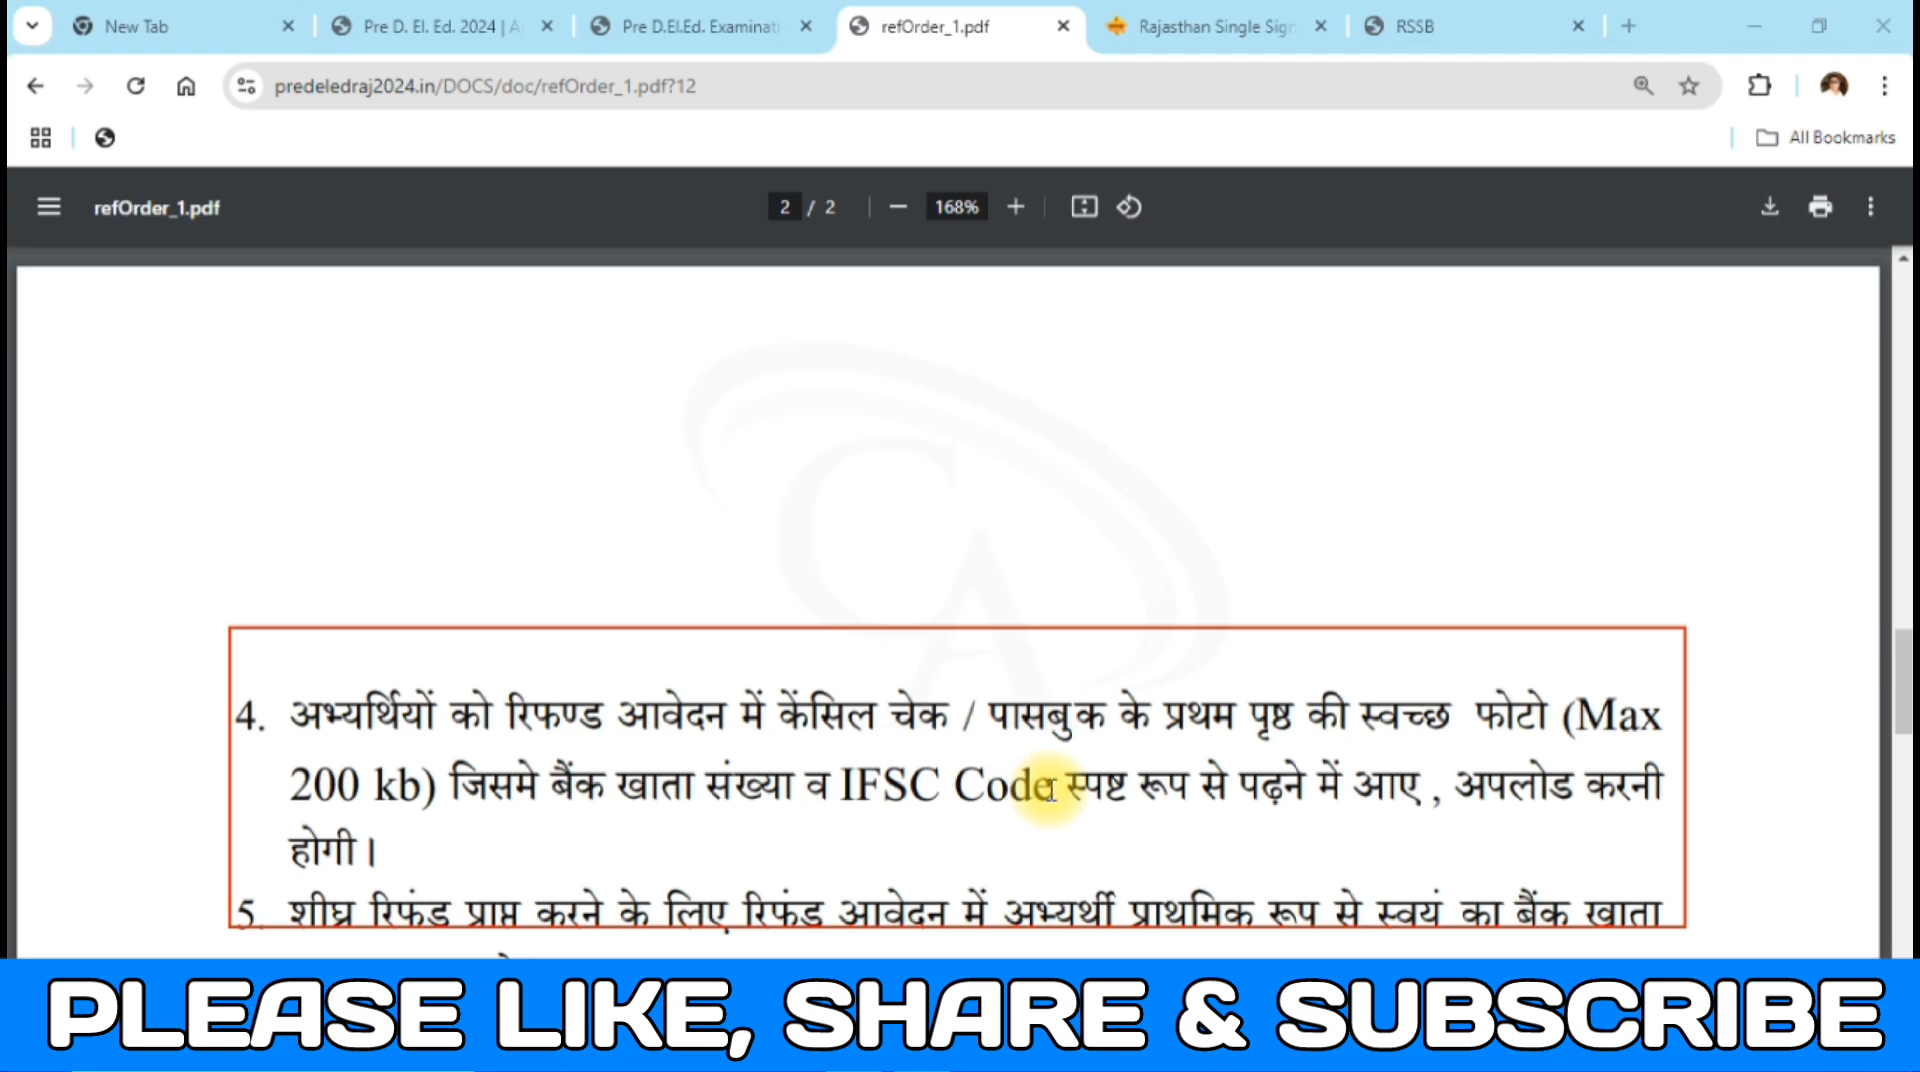 New Tab
Pre D. El. Ed. 2024 | A
Pre D.El.Ed. Examinati
refOrder_1.pdf
Rajasthan Single Sign
RSSB
predeledraj2024.in/DOCS/doc/refOrder_1.pdf?12
All Bookmarks
refOrder_1.pdf
2 / 2
168%
CA
4. अभ्यर्थियों को रिफण्ड आवेदन में केंसिल चेक / पासबुक के प्रथम पृष्ठ की स्वच्छ फोटो (Max
200 kb) जिसमे बैंक खाता संख्या व IFSC Code स्पष्ट रूप से पढ़ने में आए , अपलोड करनी
होगी।
5. शीघ्र रिफंड प्राप्त करने के लिए रिफंड आवेदन में अभ्यर्थी प्राथमिक रूप से स्वयं का बैंक खाता
PLEASE LIKE, SHARE & SUBSCRIBE